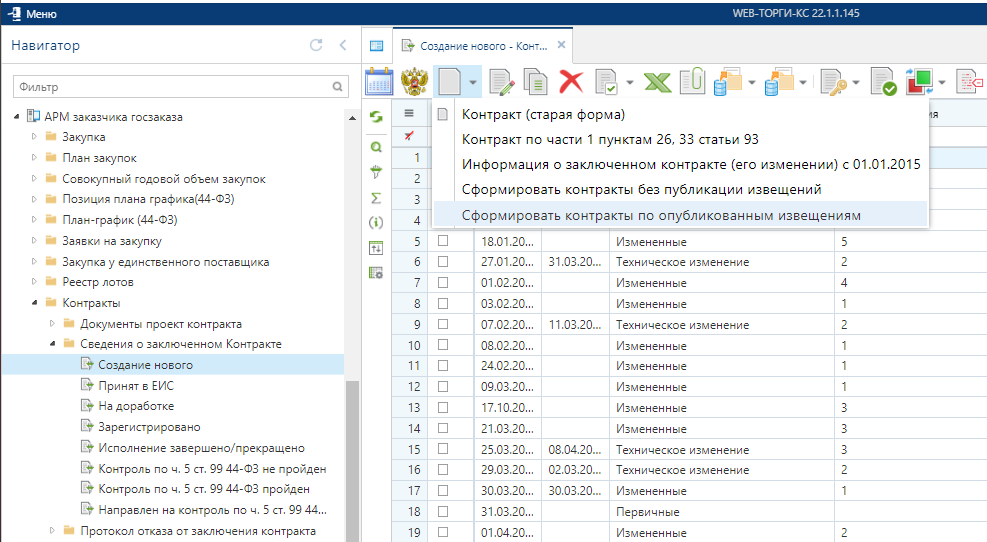 Меню
WEB-ТОРГИ-КС 22.1.1.145
Навигатор
Фильтр
АРМ заказчика госзаказа
Закупка
План закупок
Совокупный годовой объем закупок
Позиция плана графика(44-ФЗ)
План-график (44-ФЗ)
Заявки на закупку
Закупка у единственного поставщика
Реестр лотов
Контракты
Документы проект контракта
Сведения о заключенном Контракте
Создание нового
Принят в ЕИС
На доработке
Зарегистрировано
Исполнение завершено/прекращено
Контроль по ч. 5 ст. 99 44-ФЗ не пройден
Контроль по ч. 5 ст. 99 44-ФЗ пройден
Направлен на контроль по ч. 5 ст. 99 44...
Протокол отказа от заключения контракта
Создание нового - Конт...
Контракт (старая форма)
Контракт по части 1 пунктам 26, 33 статьи 93
Информация о заключенном контракте (его изменении) с 01.01.2015
Сформировать контракты без публикации извещений
Сформировать контракты по опубликованным извещениям
ия
1
2
3
4
5 18.01.20... Измененные 5
6 27.01.20... 31.03.20... Техническое изменение 2
7 01.02.20... Измененные 4
8 03.02.20... Измененные 1
9 07.02.20... 11.03.20... Техническое изменение 2
10 08.02.20... Измененные 1
11 24.02.20... Измененные 1
12 09.03.20... Измененные 1
13 17.10.20... Измененные 3
14 21.03.20... Измененные 3
15 25.03.20... 08.04.20... Техническое изменение 3
16 29.03.20... 02.03.20... Техническое изменение 2
17 30.03.20... 30.03.20... Измененные 1
18 31.03.20... Первичные
19 01.04.20... Измененные 2